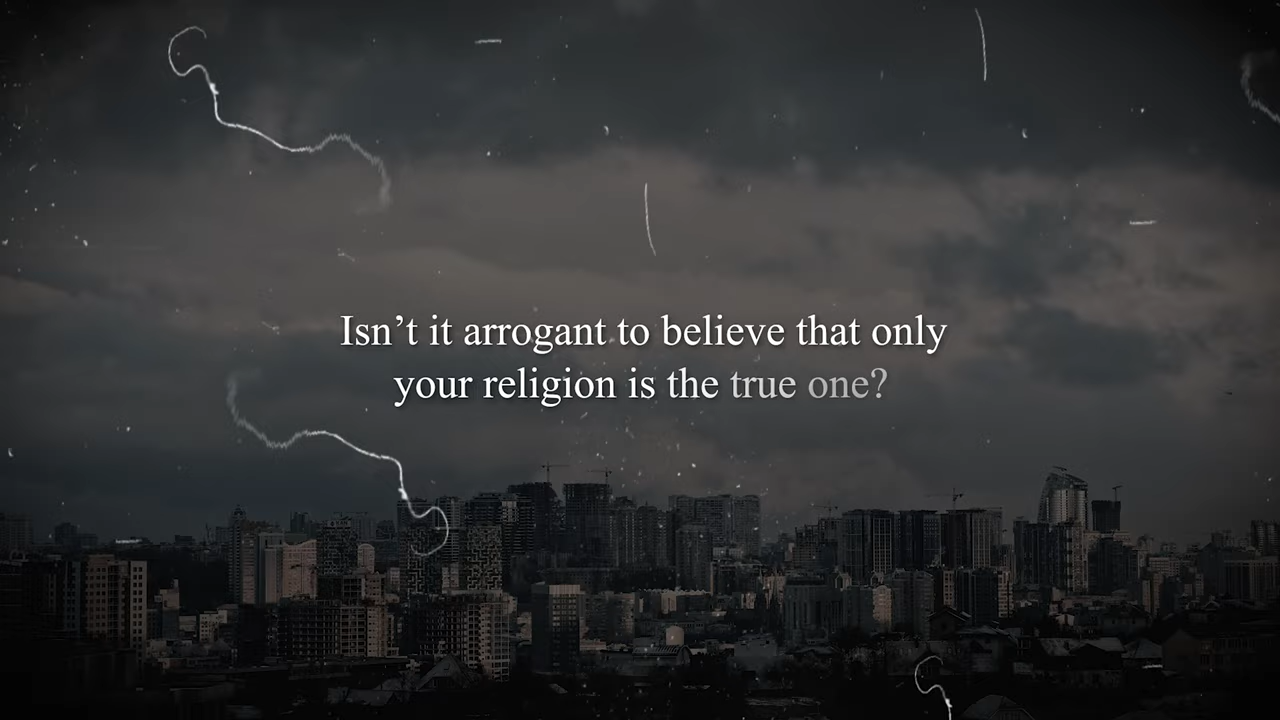 Isn’t it arrogant to believe that only
your religion is the true one?